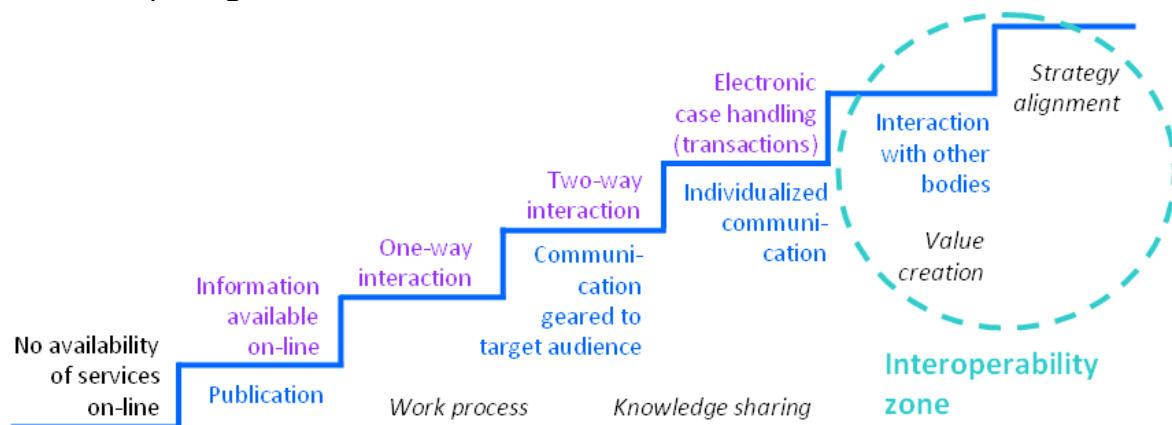 No availability
of services
on-line
Information
available
on-line
Publication
One-way
interaction
Work process
Two-way
interaction
Communi-
cation
geared to
target audience
Knowledge sharing
Electronic
case handling
(transactions)
Individualized
communi-
cation
Interaction
with other
bodies
Value
creation
Strategy
alignment
Interoperability
zone